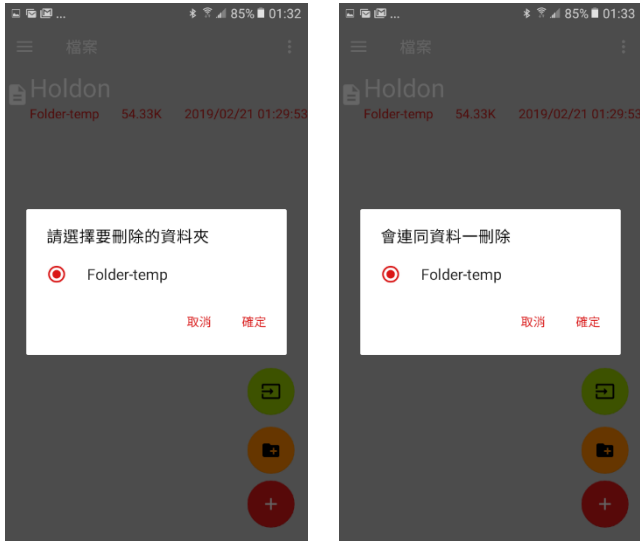 ... 85% 01:32
檔案
Holdon
Folder-temp 54.33K 2019/02/21 01:29:53
請選擇要刪除的資料夾
Folder-temp
取消 確定
... 85% 01:33
檔案
Holdon
Folder-temp 54.33K 2019/02/21 01:29:53
會連同資料一刪除
Folder-temp
取消 確定